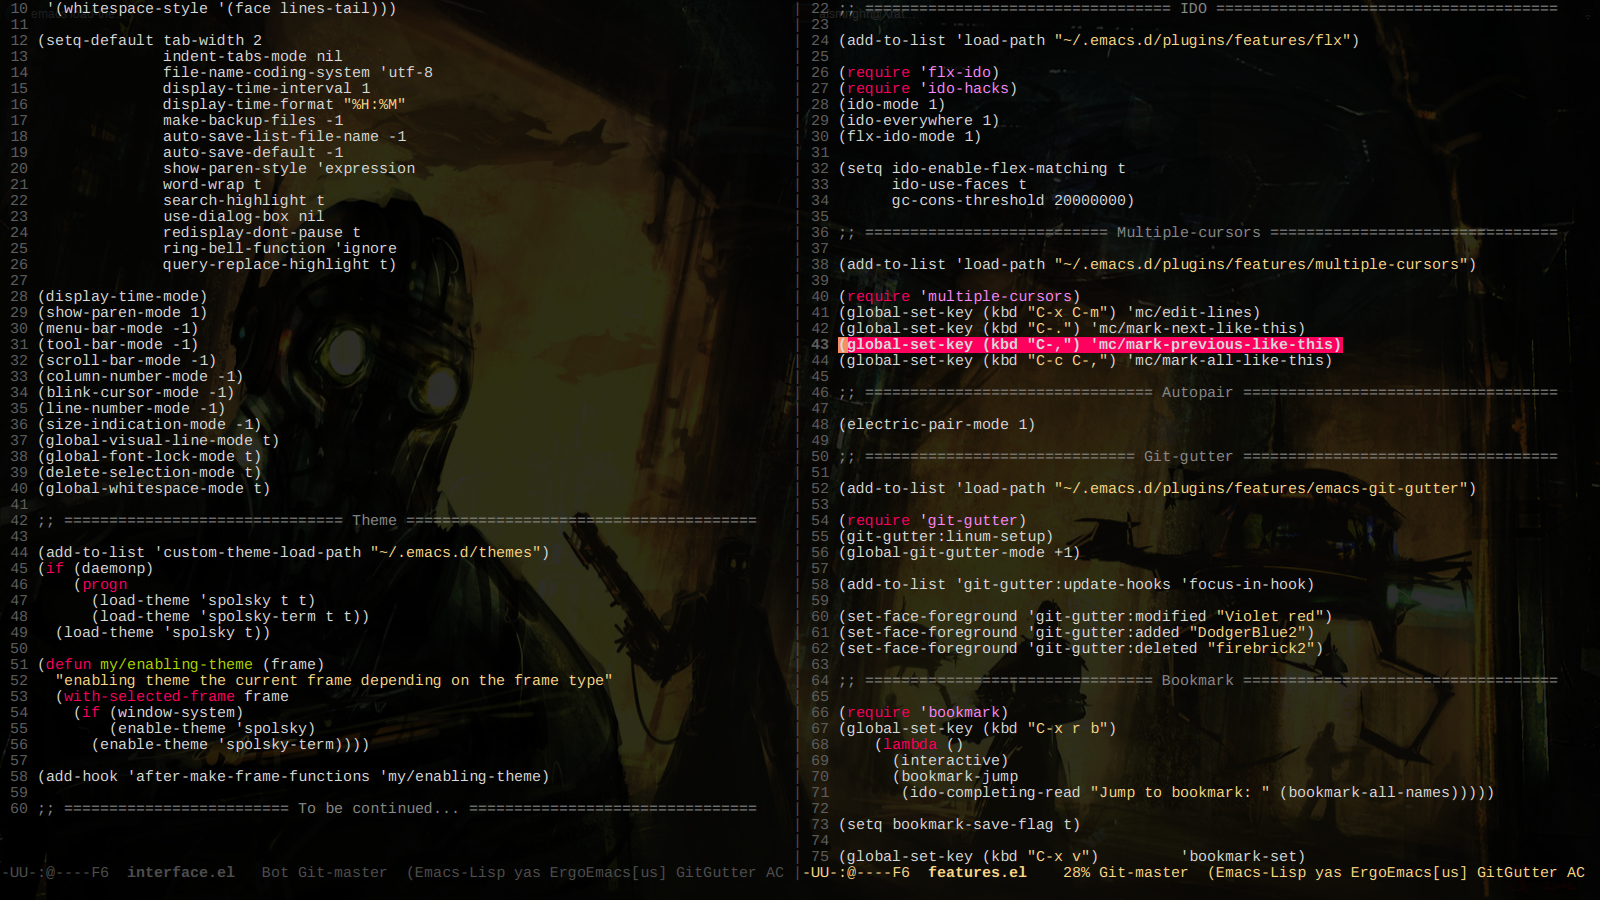 10  '(whitespace-style '(face lines-tail)))
11
12 (setq-default tab-width 2
13               indent-tabs-mode nil
14               file-name-coding-system 'utf-8
15               display-time-interval 1
16               display-time-format "%H:%M"
17               make-backup-files -1
18               auto-save-list-file-name -1
19               auto-save-default -1
20               show-paren-style 'expression
21               word-wrap t
22               search-highlight t
23               use-dialog-box nil
24               redisplay-dont-pause t
25               ring-bell-function 'ignore
26               query-replace-highlight t)
27
28 (display-time-mode)
29 (show-paren-mode 1)
30 (menu-bar-mode -1)
31 (tool-bar-mode -1)
32 (scroll-bar-mode -1)
33 (column-number-mode -1)
34 (blink-cursor-mode -1)
35 (line-number-mode -1)
36 (size-indication-mode -1)
37 (global-visual-line-mode t)
38 (global-font-lock-mode t)
39 (delete-selection-mode t)
40 (global-whitespace-mode t)
41
42 ;; =============================== Theme =======================================
43
44 (add-to-list 'custom-theme-load-path "~/.emacs.d/themes")
45 (if (daemonp)
46     (progn
47       (load-theme 'spolsky t t)
48       (load-theme 'spolsky-term t t))
49   (load-theme 'spolsky t))
50
51 (defun my/enabling-theme (frame)
52   "enabling theme the current frame depending on the frame type"
53   (with-selected-frame frame
54     (if (window-system)
55         (enable-theme 'spolsky)
56       (enable-theme 'spolsky-term))))
57
58 (add-hook 'after-make-frame-functions 'my/enabling-theme)
59
60 ;; ========================= To be continued... ================================
-UU-:@----F6  interface.el   Bot Git-master  (Emacs-Lisp yas ErgoEmacs[us] GitGutter AC
22 ;; ================================== IDO ======================================
23
24 (add-to-list 'load-path "~/.emacs.d/plugins/features/flx")
25
26 (require 'flx-ido)
27 (require 'ido-hacks)
28 (ido-mode 1)
29 (ido-everywhere 1)
30 (flx-ido-mode 1)
31
32 (setq ido-enable-flex-matching t
33       ido-use-faces t
34       gc-cons-threshold 20000000)
35
36 ;; =========================== Multiple-cursors ================================
37
38 (add-to-list 'load-path "~/.emacs.d/plugins/features/multiple-cursors")
39
40 (require 'multiple-cursors)
41 (global-set-key (kbd "C-x C-m") 'mc/edit-lines)
42 (global-set-key (kbd "C-.") 'mc/mark-next-like-this)
43 (global-set-key (kbd "C-,") 'mc/mark-previous-like-this)
44 (global-set-key (kbd "C-c C-,") 'mc/mark-all-like-this)
45
46 ;; ================================ Autopair ===================================
47
48 (electric-pair-mode 1)
49
50 ;; ============================== Git-gutter ===================================
51
52 (add-to-list 'load-path "~/.emacs.d/plugins/features/emacs-git-gutter")
53
54 (require 'git-gutter)
55 (git-gutter:linum-setup)
56 (global-git-gutter-mode +1)
57
58 (add-to-list 'git-gutter:update-hooks 'focus-in-hook)
59
60 (set-face-foreground 'git-gutter:modified "Violet red")
61 (set-face-foreground 'git-gutter:added "DodgerBlue2")
62 (set-face-foreground 'git-gutter:deleted "firebrick2")
63
64 ;; ================================ Bookmark ===================================
65
66 (require 'bookmark)
67 (global-set-key (kbd "C-x r b")
68     (lambda ()
69       (interactive)
70       (bookmark-jump
71        (ido-completing-read "Jump to bookmark: " (bookmark-all-names)))))
72
73 (setq bookmark-save-flag t)
74
75 (global-set-key (kbd "C-x v")         'bookmark-set)
-UU-:@----F6  features.el    28% Git-master  (Emacs-Lisp yas ErgoEmacs[us] GitGutter AC